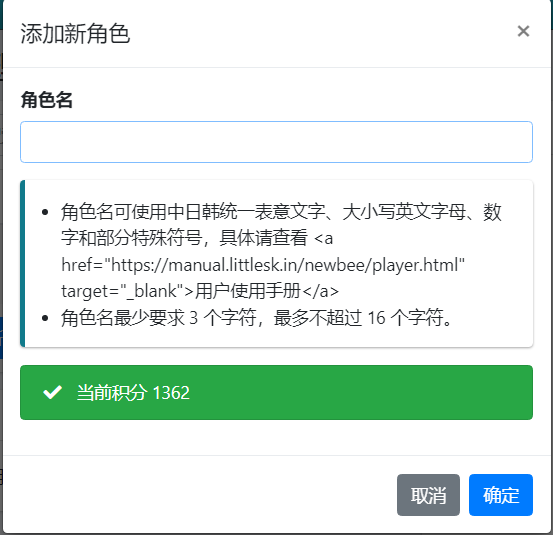 添加新角色
×
角色名
角色名可使用中日韩统一表意文字、大小写英文字母、数
字和部分特殊符号，具体请查看 <a
href="https://manual.littlesk.in/newbee/player.html"
target="_blank">用户使用手册</a>
角色名最少要求 3 个字符，最多不超过 16 个字符。
当前积分 1362
取消 确定